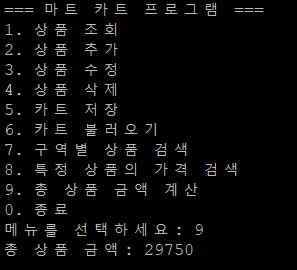 === 마트 카트 프로그램 ===
1. 상품 조회
2. 상품 추가
3. 상품 수정
4. 상품 삭제
5. 카트 저장
6. 카트 불러오기
7. 구역별 상품 검색
8. 특정 상품의 가격 검색
9. 총 상품 금액 계산
0. 종료
메뉴를 선택하세요: 9
총 상품 금액: 29750